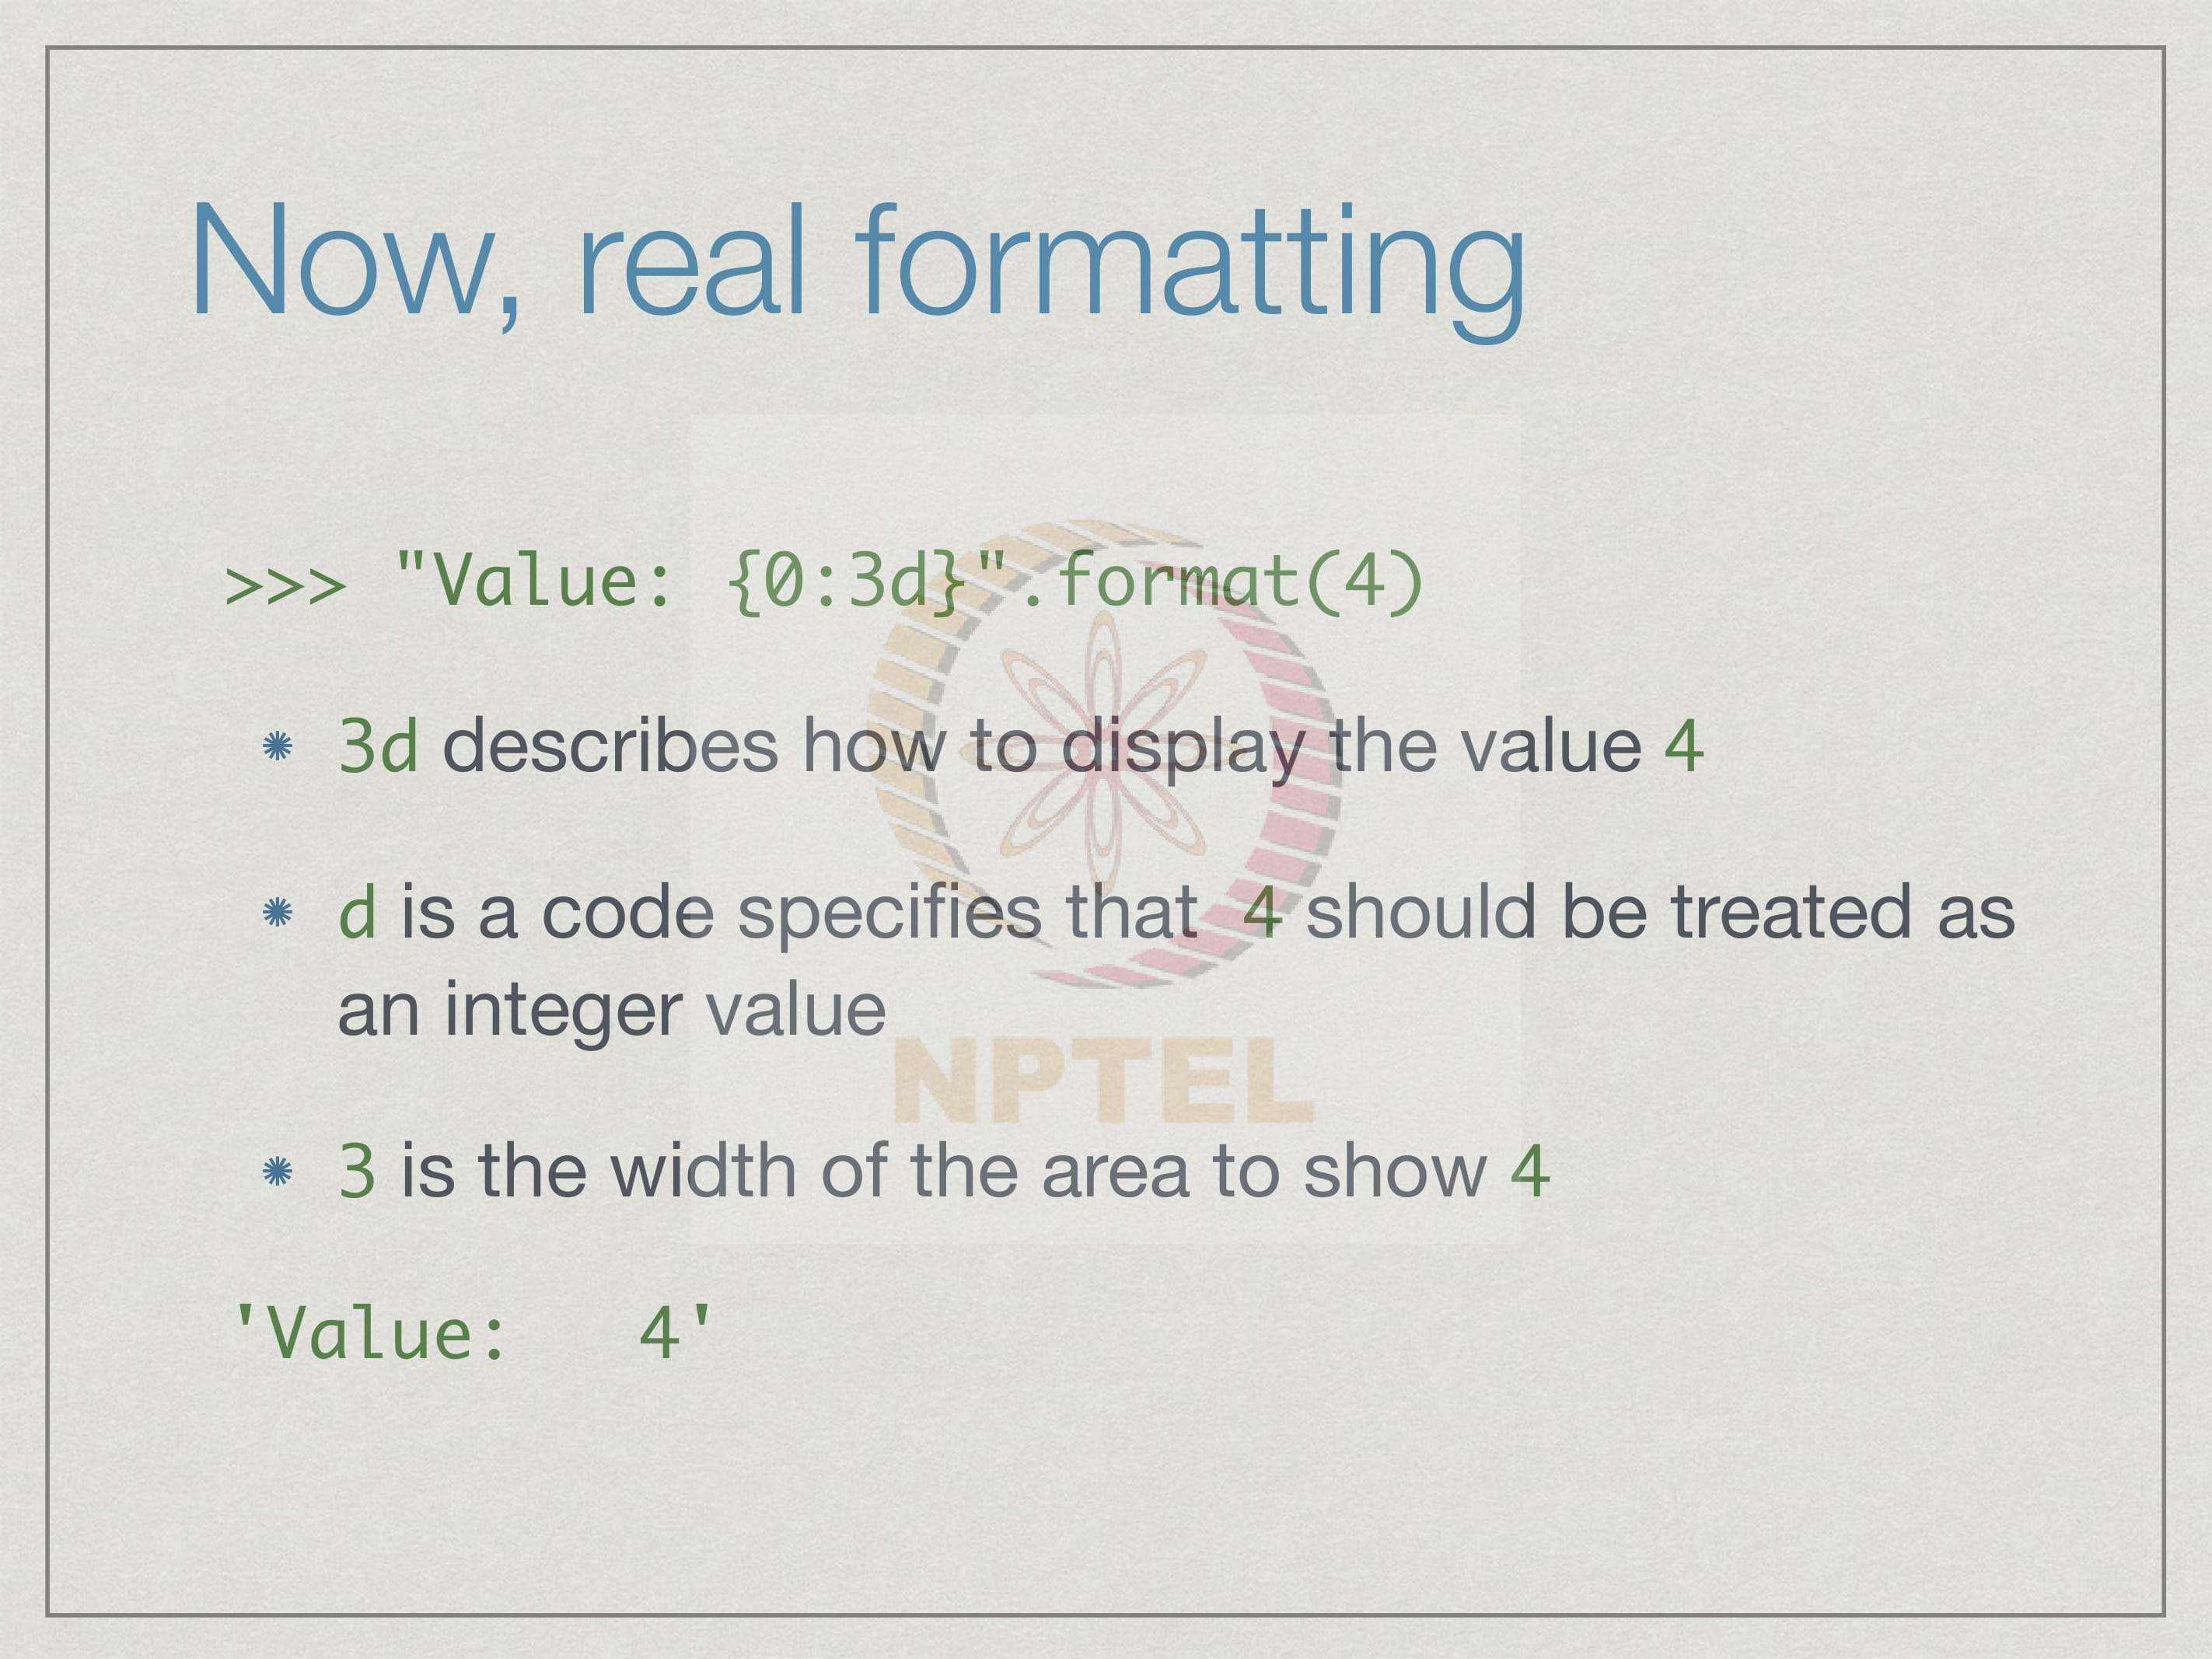 Now, real formatting
>>> "Value: {0:3d}".format(4)
3d describes how to display the value 4
d is a code specifies that 4 should be treated as
an integer value
NPTEL
3 is the width of the area to show 4
'Value:   4'